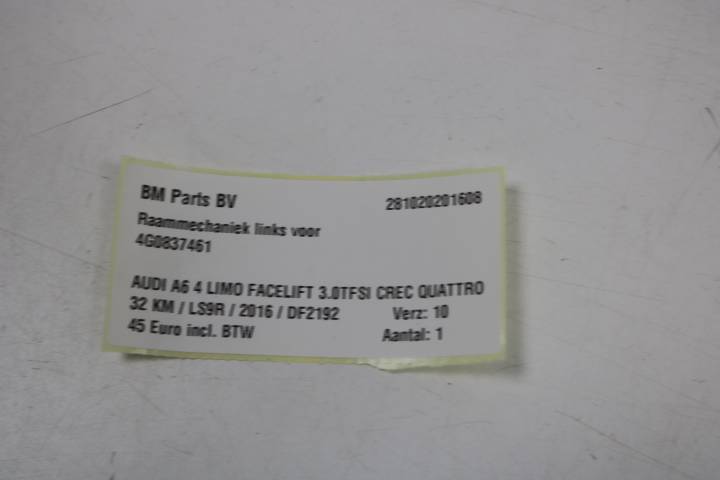 BM Parts BV 281020201608
Raammechaniek links voor
4G0837461
AUDI A6 4 LIMO FACELIFT 3.0TFSI CREC QUATTRO
32 KM / LS9R / 2016 / DF2192 Verz: 10
45 Euro incl. BTW Aantal: 1